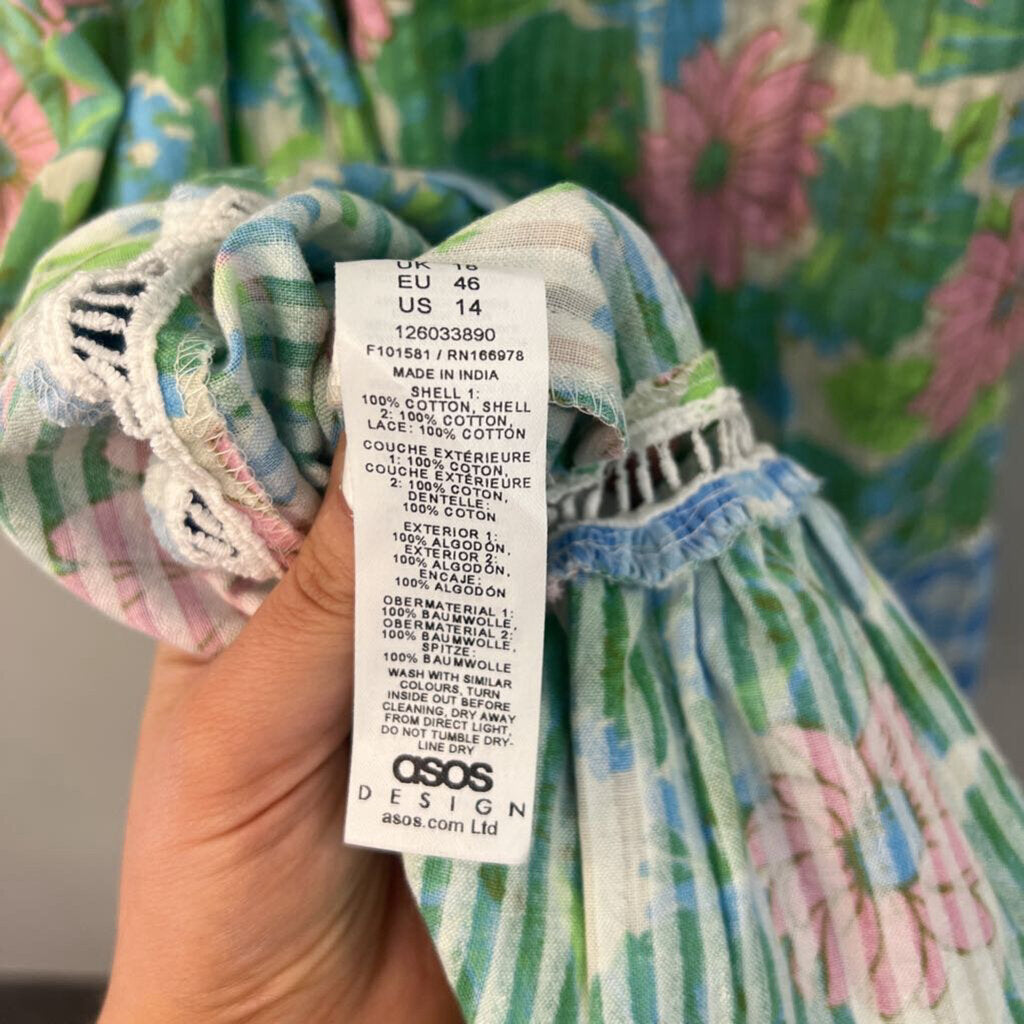 UK 18
EU 46
US 14
126033890
F101581 / RN166978
MADE IN INDIA
SHELL 1:
100% COTTON, SHELL
2: 100% COTTON,
LACE: 100% COTTON
COUCHE EXTÉRIEURE
1: 100% COTON,
COUCHE EXTÉRIEURE
2: 100% COTON,
DENTELLE:
100% COTON
EXTERIOR 1:
100% ALGODÓN,
EXTERIOR 2:
100% ALGODÓN,
ENCAJE:
100% ALGODÓN
OBERMATERIAL 1:
100% BAUMWOLLE,
OBERMATERIAL 2:
100% BAUMWOLLE,
SPITZE:
100% BAUMWOLLE
WASH WITH SIMILAR
COLOURS, TURN
INSIDE OUT BEFORE
CLEANING, DRY AWAY
FROM DIRECT LIGHT,
DO NOT TUMBLE DRY-
LINE DRY
asos
DESIGN
asos.com Ltd